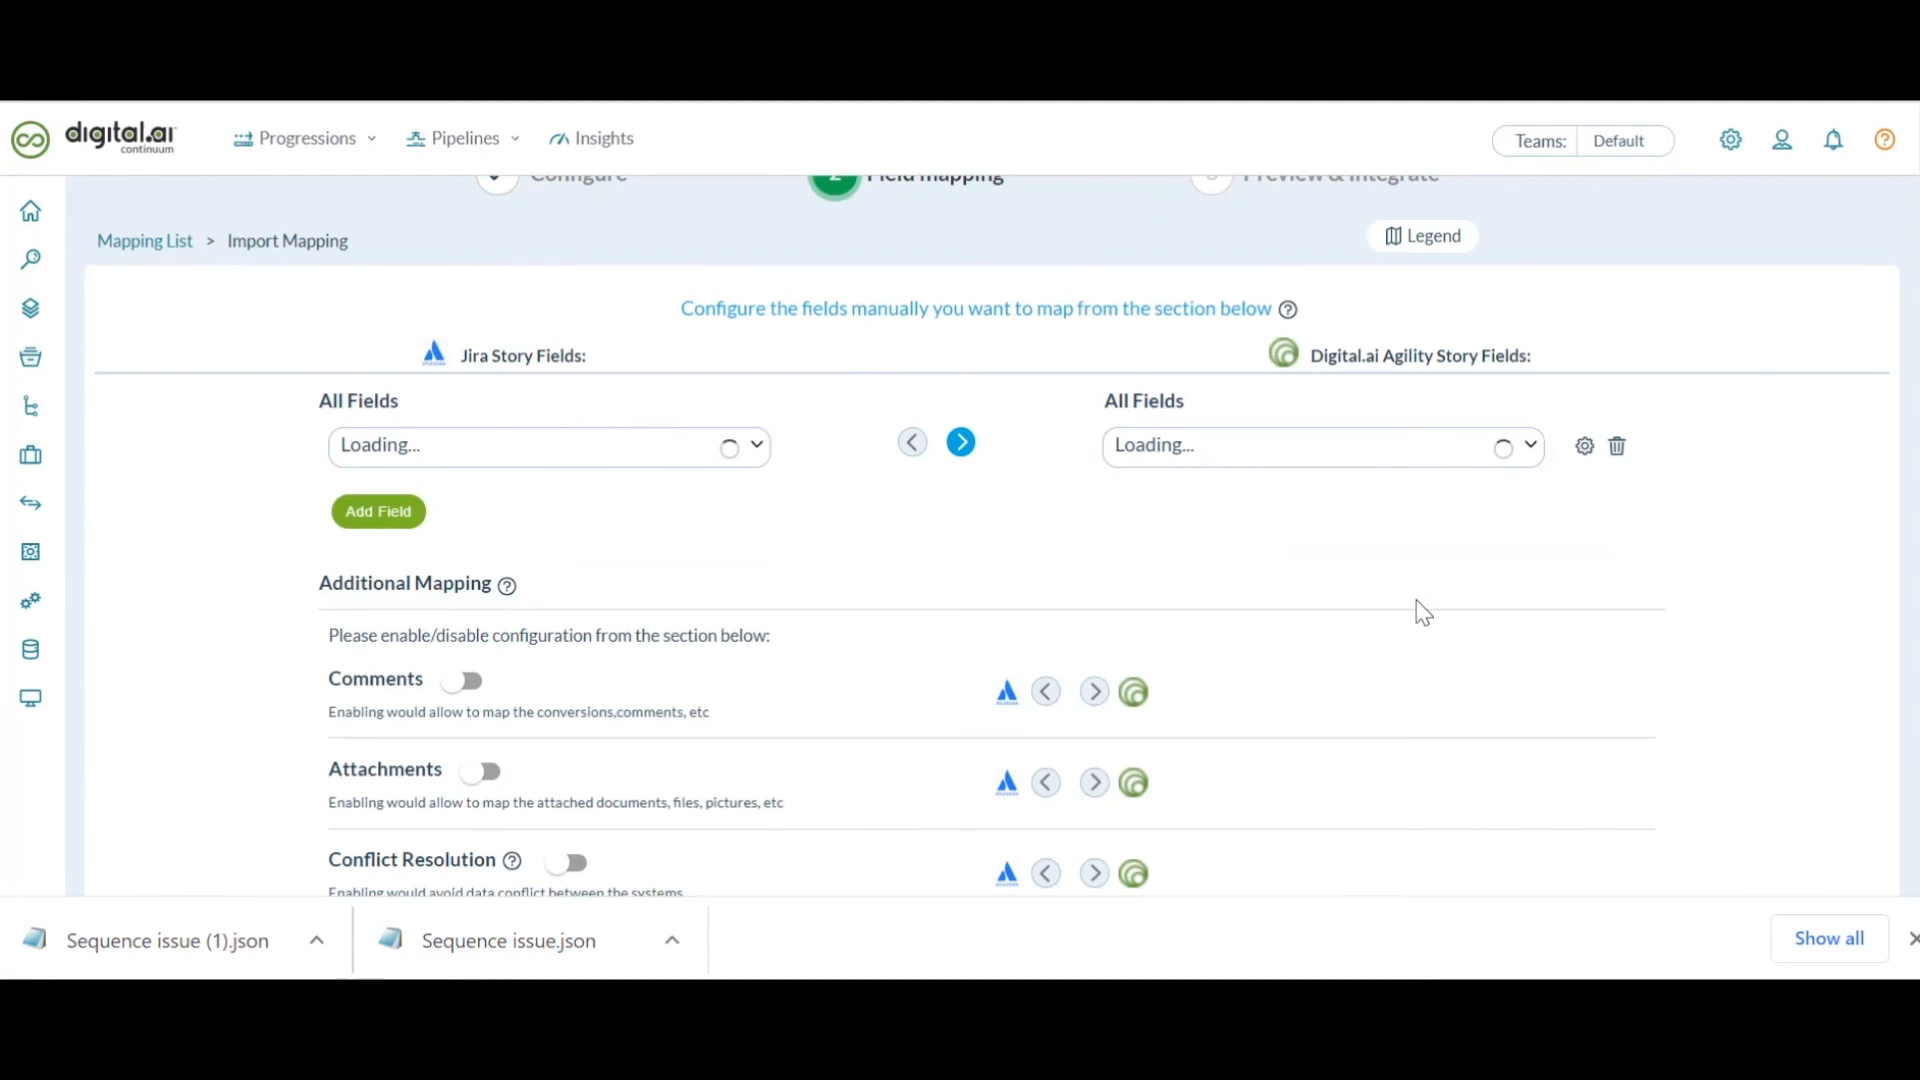 digital.ai
continuum
Progressions
Pipelines
Insights
Teams: Default
Configure
2 Field mapping
3 Preview & Integrate
Mapping List > Import Mapping
Legend
Configure the fields manually you want to map from the section below
Jira Story Fields:
Digital.ai Agility Story Fields:
All Fields
All Fields
Loading...
Loading...
Add Field
Additional Mapping
Please enable/disable configuration from the section below:
Comments
Enabling would allow to map the conversions,comments, etc
Attachments
Enabling would allow to map the attached documents, files, pictures, etc
Conflict Resolution
Enabling would avoid data conflict between the systems
Sequence issue (1).json
Sequence issue.json
Show all